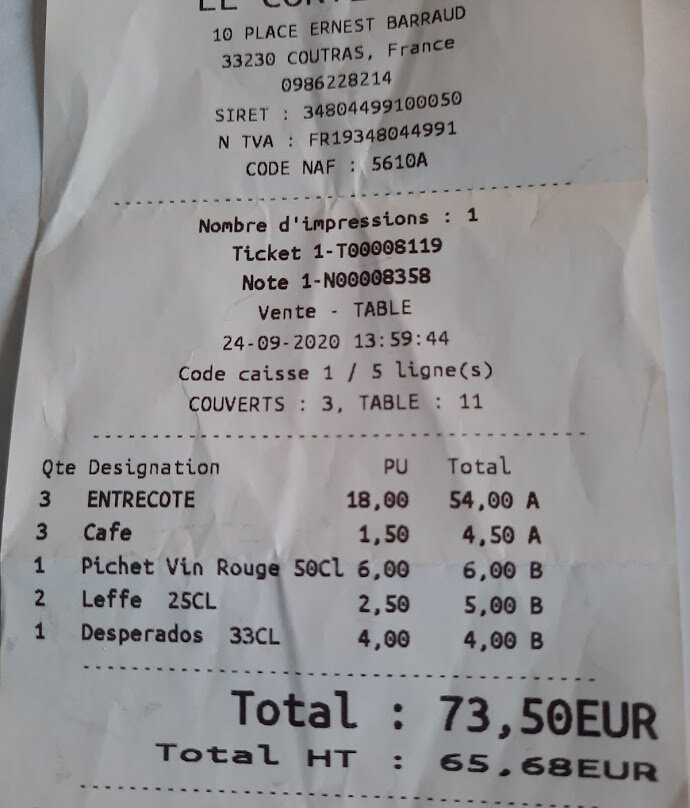 10 PLACE ERNEST BARRAUD
33230 COUTRAS, France
0986228214
SIRET : 34804499100050
N TVA : FR19348044991
CODE NAF : 5610A
Nombre d'impressions : 1
Ticket 1-T00008119
Note 1-N00008358
Vente - TABLE
24-09-2020 13:59:44
Code caisse 1 / 5 ligne(s)
COUVERTS : 3, TABLE : 11
Qte Designation PU Total
3 ENTRECOTE 18,00 54,00 A
3 Cafe 1,50 4,50 A
1 Pichet Vin Rouge 50Cl 6,00 6,00 B
2 Leffe 25CL 2,50 5,00 B
1 Desperados 33CL 4,00 4,00 B
Total : 73,50EUR
Total HT : 65,68EUR